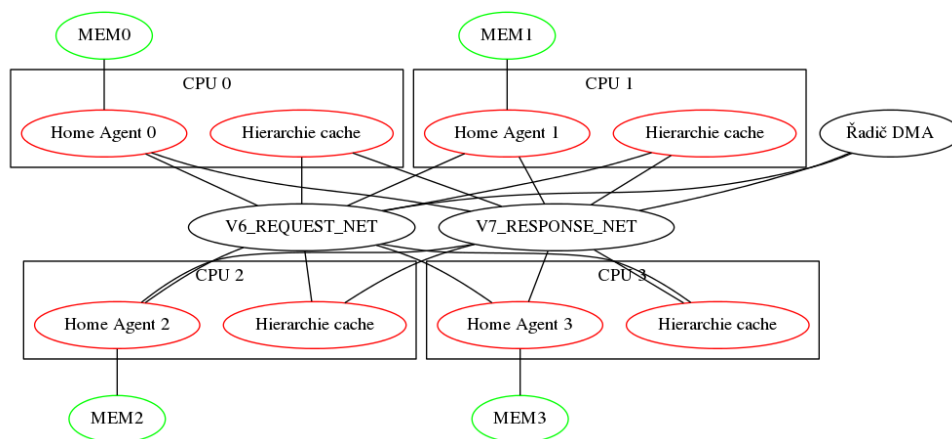 MEM0
MEM1
CPU 0
CPU 1
Home Agent 0
Hierarchie cache
Home Agent 1
Hierarchie cache
Řadič DMA
V6_REQUEST_NET
V7_RESPONSE_NET
CPU 2
CPU 3
Home Agent 2
Hierarchie cache
Home Agent 3
Hierarchie cache
MEM2
MEM3